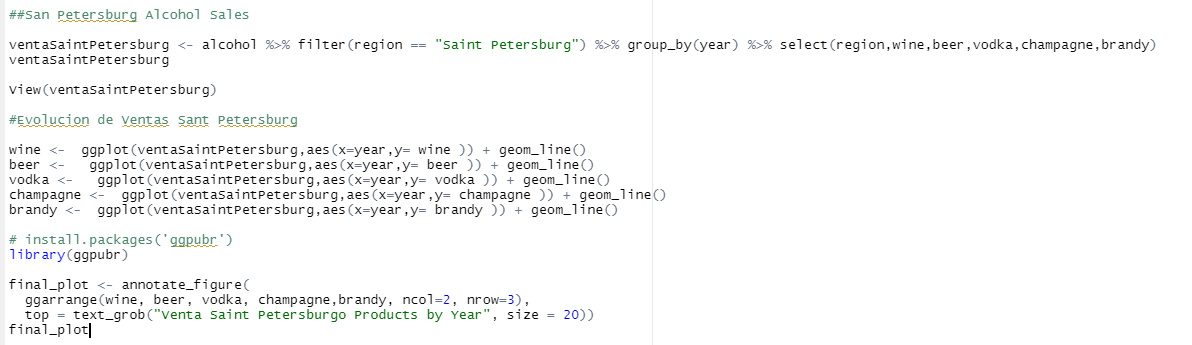 ##San Petersburg Alcohol Sales
ventaSaintPetersburg <- alcohol %>% filter(region == "Saint Petersburg") %>% group_by(year) %>% select(region,wine,beer,vodka,champagne,brandy)
ventaSaintPetersburg
View(ventaSaintPetersburg)
#Evolucion de Ventas Sant Petersburg
wine <-  ggplot(ventaSaintPetersburg,aes(x=year,y= wine )) + geom_line()
beer <-   ggplot(ventaSaintPetersburg,aes(x=year,y= beer )) + geom_line()
vodka <-   ggplot(ventaSaintPetersburg,aes(x=year,y= vodka )) + geom_line()
champagne <-  ggplot(ventaSaintPetersburg,aes(x=year,y= champagne )) + geom_line()
brandy <-  ggplot(ventaSaintPetersburg,aes(x=year,y= brandy )) + geom_line()
# install.packages('ggpubr')
library(ggpubr)
final_plot <- annotate_figure(
  ggarrange(wine, beer, vodka, champagne,brandy, ncol=2, nrow=3),
  top = text_grob("Venta Saint Petersburgo Products by Year", size = 20))
final_plot